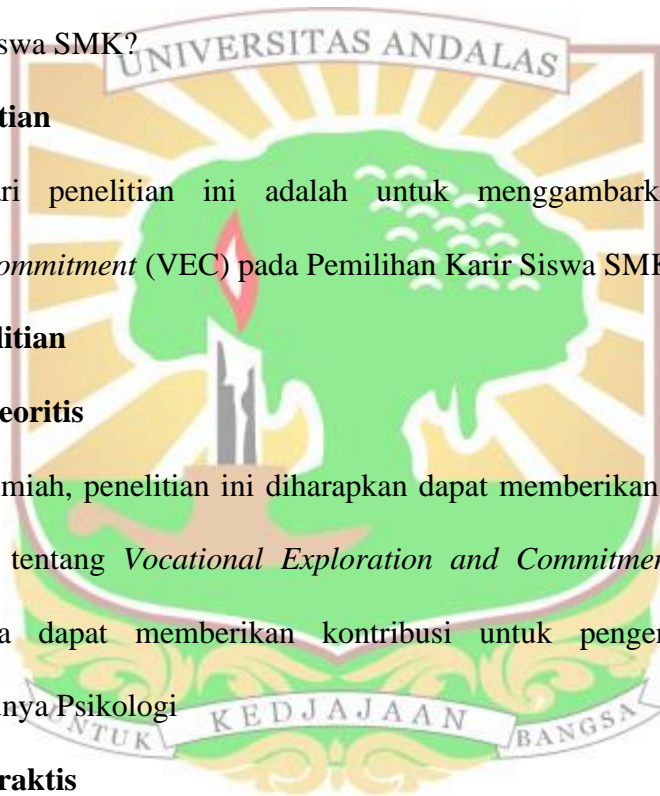 swa SMK?
UNIVERSITAS ANDALAS
tian
ri penelitian ini adalah untuk menggambark
ommitment (VEC) pada Pemilihan Karir Siswa SMK
litian
eoritis
miah, penelitian ini diharapkan dapat memberikan
tentang Vocational Exploration and Commitmen
a dapat memberikan kontribusi untuk penger
nya Psikologi
UNTUK KEDJAJAAN BANGSA
raktis